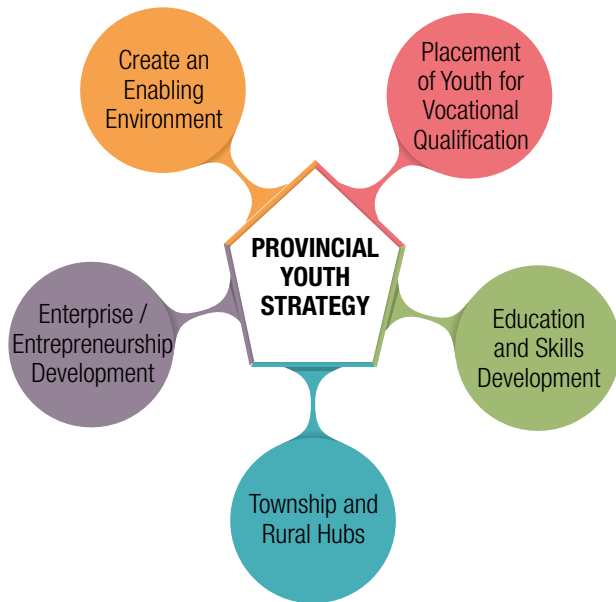 Create an
Enabling
Environment
Placement
of Youth for
Vocational
Qualification
PROVINCIAL
YOUTH
STRATEGY
Enterprise /
Entrepreneurship
Development
Education
and Skills
Development
Township and
Rural Hubs